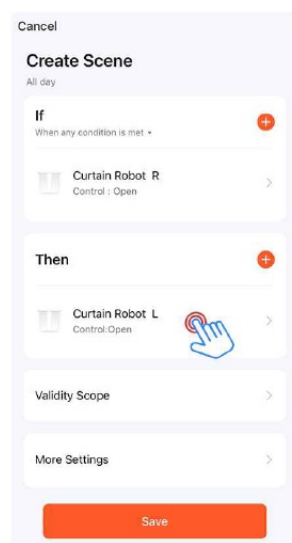 Cancel
Create Scene
All day
If
When any condition is met
Curtain Robot R
Control : Open
Then
Curtain Robot L
Control:Open
Validity Scope
More Settings
Save